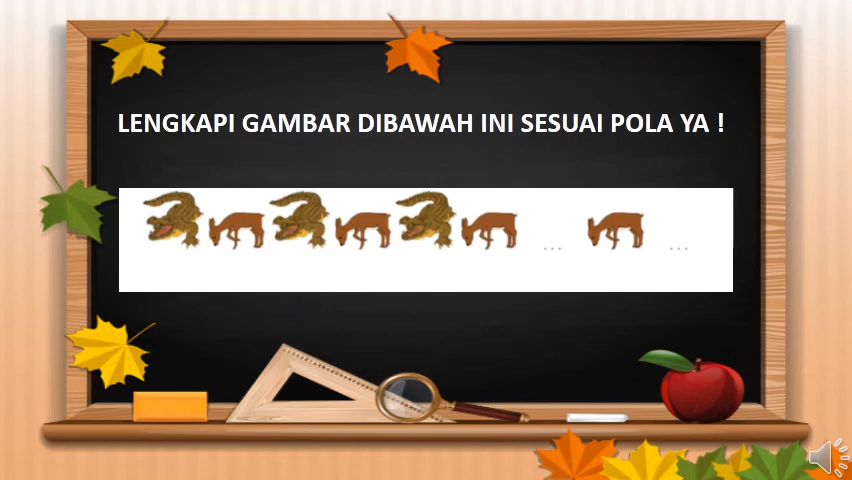 LENGKAPI GAMBAR DIBAWAH INI SESUAI POLA YA !
... ...